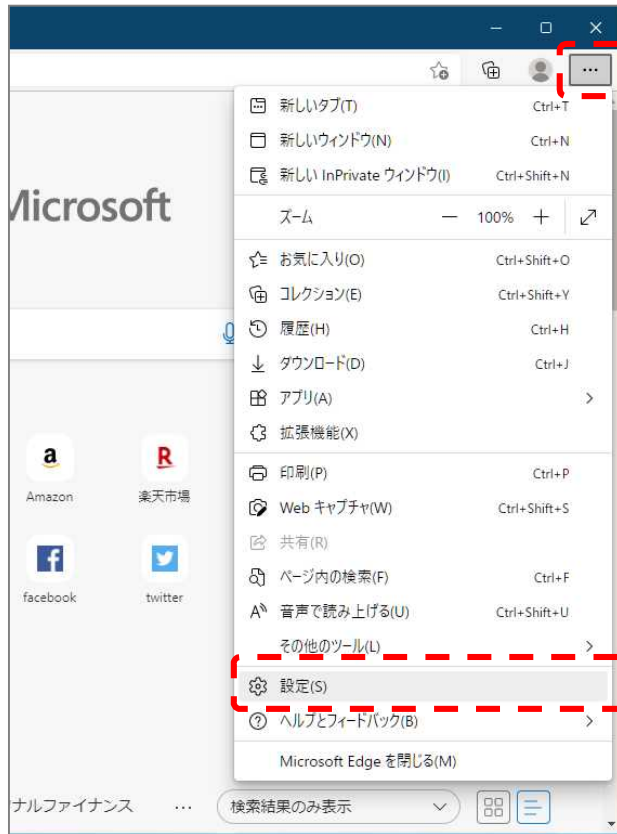 Microsoft
新しいタブ(T) Ctrl+T
新しいウィンドウ(N) Ctrl+N
新しい InPrivate ウィンドウ(I) Ctrl+Shift+N
ズーム — 100% +
お気に入り(O) Ctrl+Shift+O
コレクション(E) Ctrl+Shift+Y
履歴(H) Ctrl+H
ダウンロード(D) Ctrl+J
アプリ(A)
拡張機能(X)
印刷(P) Ctrl+P
Web キャプチャ(W) Ctrl+Shift+S
共有(R)
ページ内の検索(F) Ctrl+F
音声で読み上げる(U) Ctrl+Shift+U
その他のツール(L)
設定(S)
ヘルプとフィードバック(B)
Microsoft Edge を閉じる(M)
a
R
Amazon
楽天市場
f
facebook
twitter
ナルファイナンス … 検索結果のみ表示